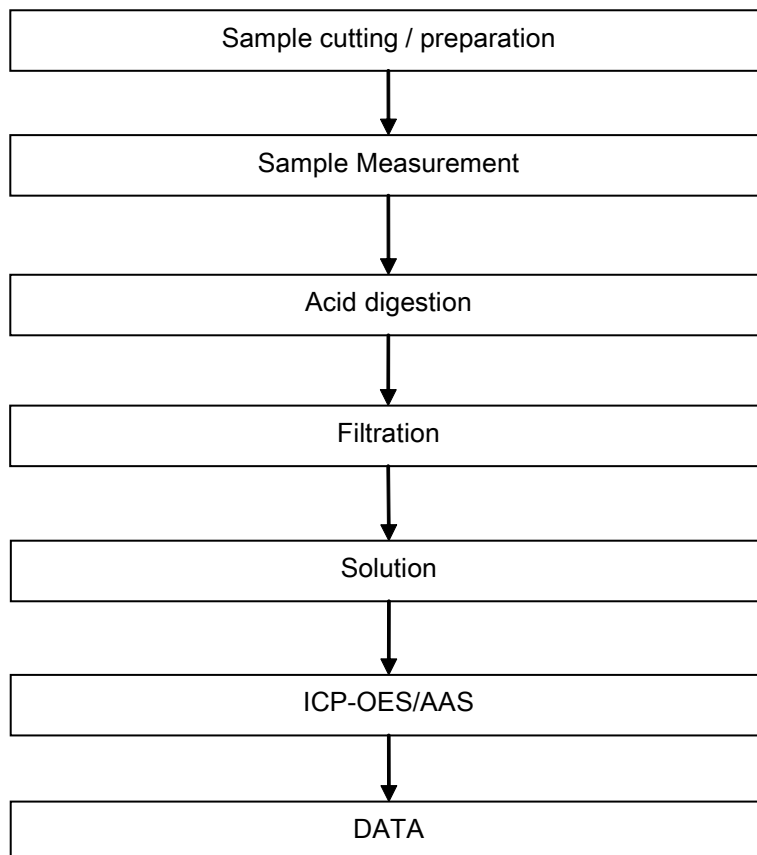 Sample cutting / preparation
Sample Measurement
Acid digestion
Filtration
Solution
ICP-OES/AAS
DATA